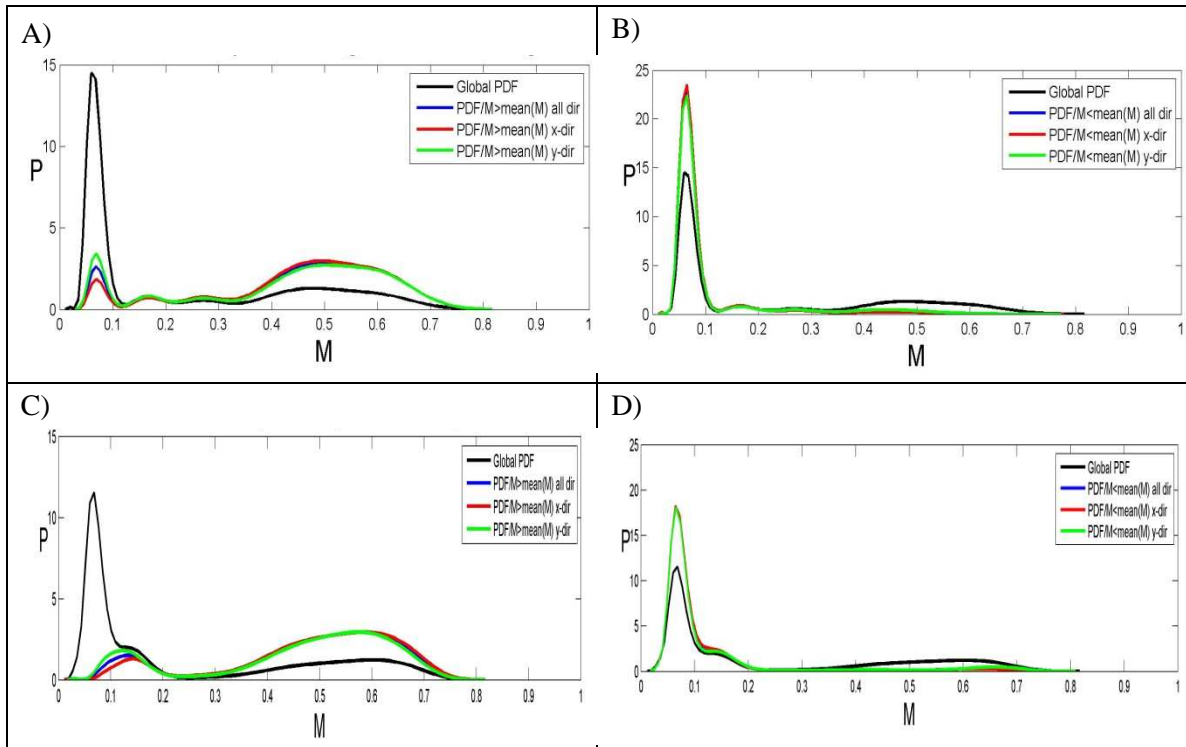 A)
15
10
5
0
P
0 0.1 0.2 0.3 0.4 0.5 0.6 0.7 0.8 0.9 1
M
Global PDF
PDF/M>mean(M) all dir
PDF/M>mean(M) x-dir
PDF/M>mean(M) y-dir
B)
25
20
15
10
5
0
P
0 0.1 0.2 0.3 0.4 0.5 0.6 0.7 0.8 0.9 1
M
Global PDF
PDF/M<mean(M) all dir
PDF/M<mean(M) x-dir
PDF/M<mean(M) y-dir
C)
15
10
5
0
P
0 0.1 0.2 0.3 0.4 0.5 0.6 0.7 0.8 0.9 1
M
Global PDF
PDF/M>mean(M) all dir
PDF/M>mean(M) x-dir
PDF/M>mean(M) y-dir
D)
25
20
15
10
5
0
P
0 0.1 0.2 0.3 0.4 0.5 0.6 0.7 0.8 0.9 1
M
Global PDF
PDF/M<mean(M) all dir
PDF/M<mean(M) x-dir
PDF/M<mean(M) y-dir